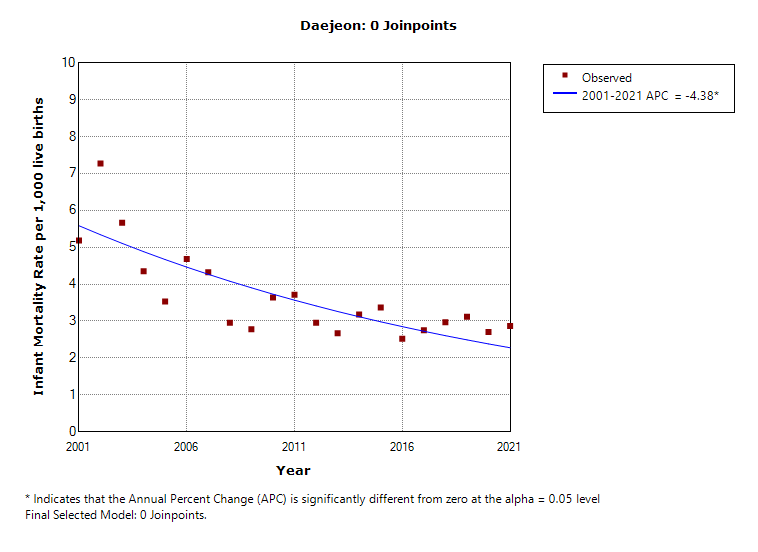 Daejeon: 0 Joinpoints
Observed
2001-2021 APC = -4.38*
Infant Mortality Rate per 1,000 live births
10
9
8
7
6
5
4
3
2
1
0
2001 2006 2011 2016 2021
Year
* Indicates that the Annual Percent Change (APC) is significantly different from zero at the alpha = 0.05 level
Final Selected Model: 0 Joinpoints.